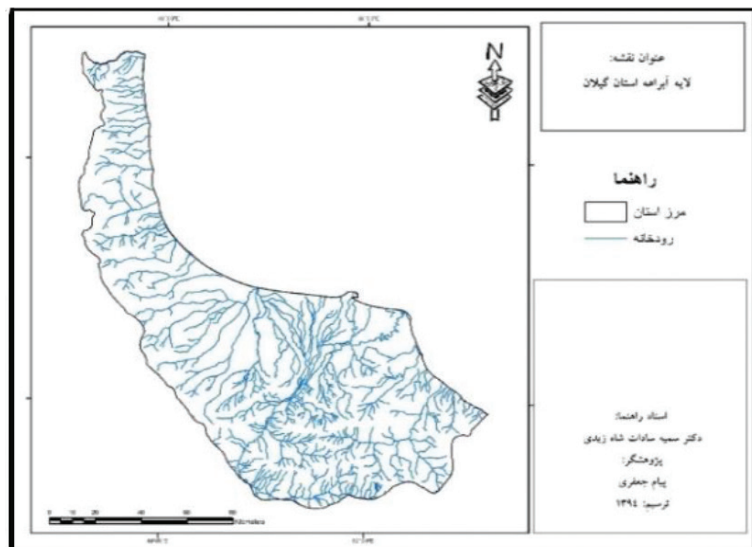 عنوان نقشه:
لایه آبراهه استان گیلان
N
راهنما
مرز استان
رودخانه
استاد راهنما:
دکتر سمیه سادات شاه زیدی
پژوهشگر:
پیام جعفری
ترسیم: ۱۳۹۴